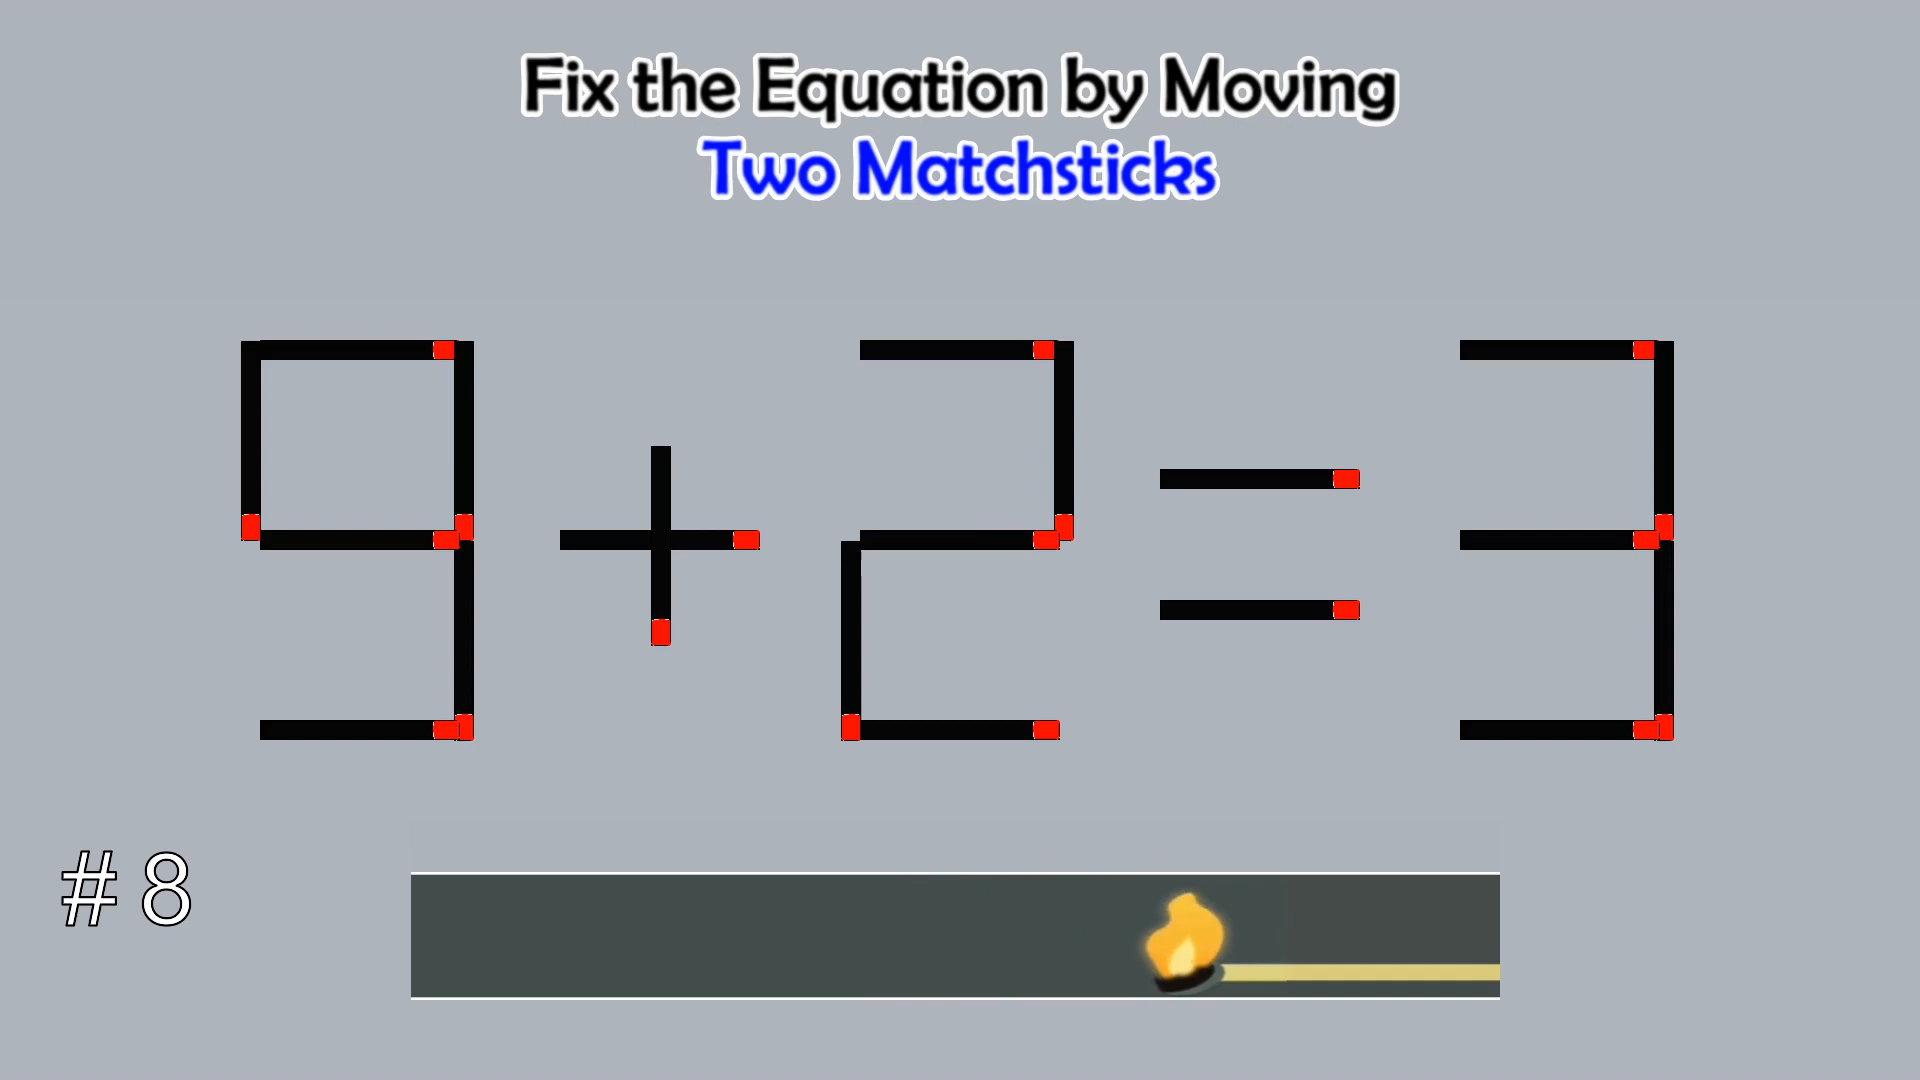 Fix the Equation by Moving
Two Matchsticks
9+2=3
#8